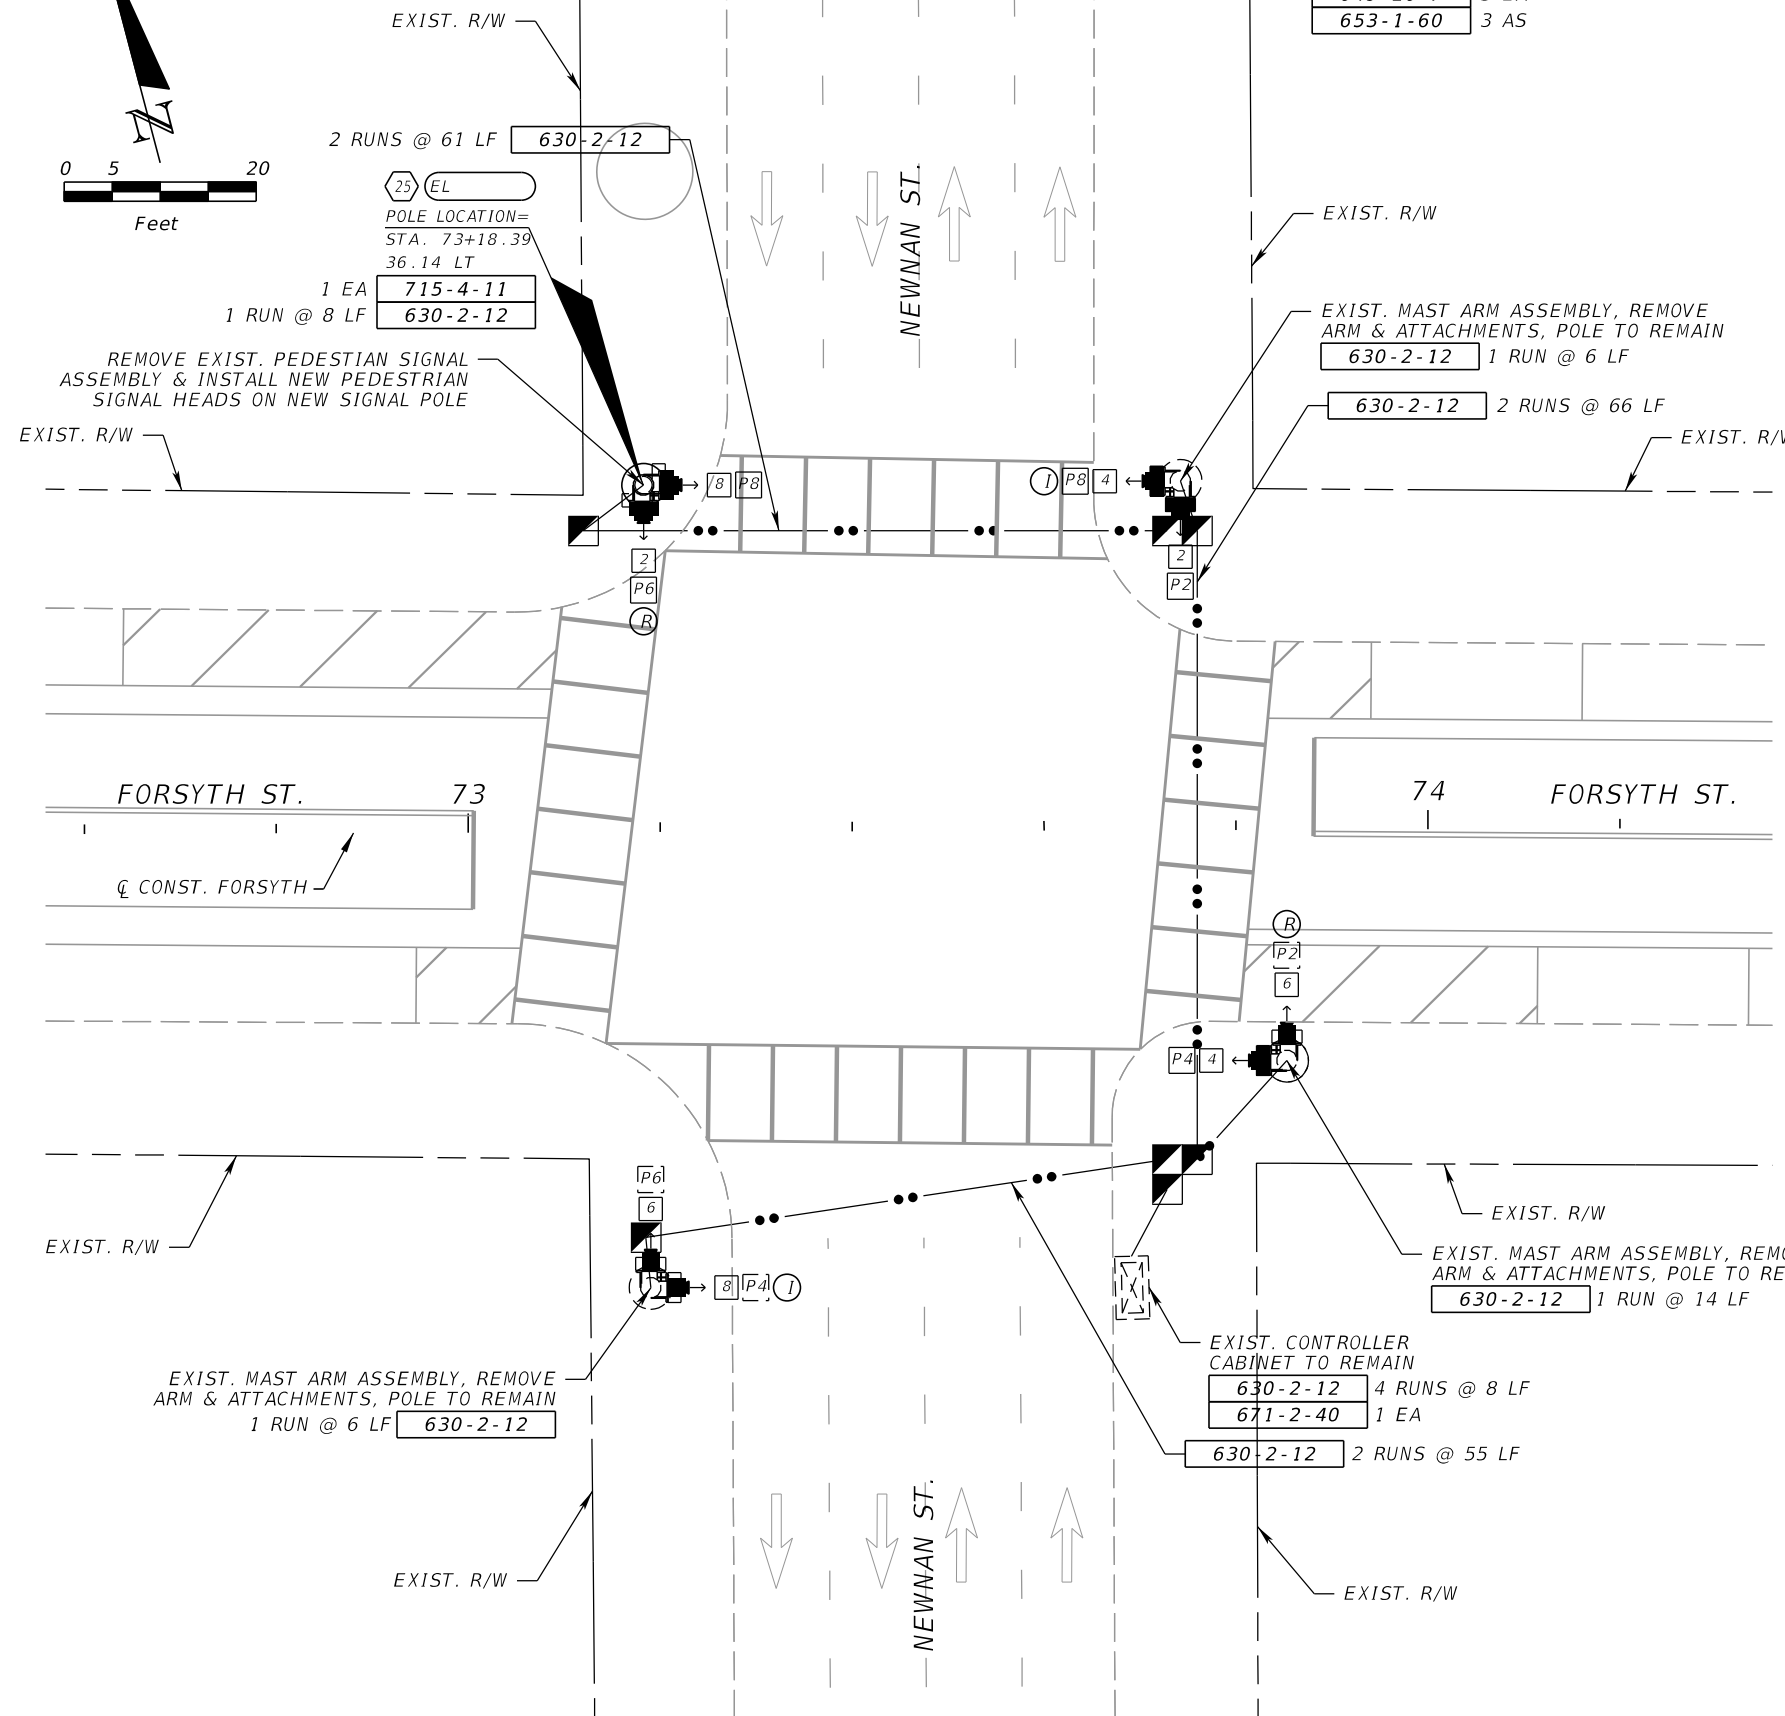 EXIST. R/W
653-1-60 3 AS
N
2 RUNS @ 61 LF 630-2-12
0 5 20
Feet
25 EL
POLE LOCATION=
STA. 73+18.39
36.14 LT
1 EA 715-4-11
1 RUN @ 8 LF 630-2-12
NEWNAN ST.
EXIST. R/W
EXIST. MAST ARM ASSEMBLY, REMOVE
ARM & ATTACHMENTS, POLE TO REMAIN
630-2-12 1 RUN @ 6 LF
630-2-12 2 RUNS @ 66 LF
REMOVE EXIST. PEDESTIAN SIGNAL
ASSEMBLY & INSTALL NEW PEDESTRIAN
SIGNAL HEADS ON NEW SIGNAL POLE
EXIST. R/W
EXIST. R/W
8 P8
I P8 4
2
P6
R
2
P2
FORSYTH ST. 73
74 FORSYTH ST.
℄ CONST. FORSYTH
R
P2
6
P4 4
P6
6
8 P4 I
EXIST. R/W
EXIST. R/W
EXIST. MAST ARM ASSEMBLY,
ARM & ATTACHMENTS, POLE TO
630-2-12 1 RUN @ 14 LF
EXIST. CONTROLLER
CABINET TO REMAIN
630-2-12 4 RUNS @ 8 LF
671-2-40 1 EA
630-2-12 2 RUNS @ 55 LF
EXIST. MAST ARM ASSEMBLY, REMOVE
ARM & ATTACHMENTS, POLE TO REMAIN
1 RUN @ 6 LF 630-2-12
NEWNAN ST.
EXIST. R/W
EXIST. R/W